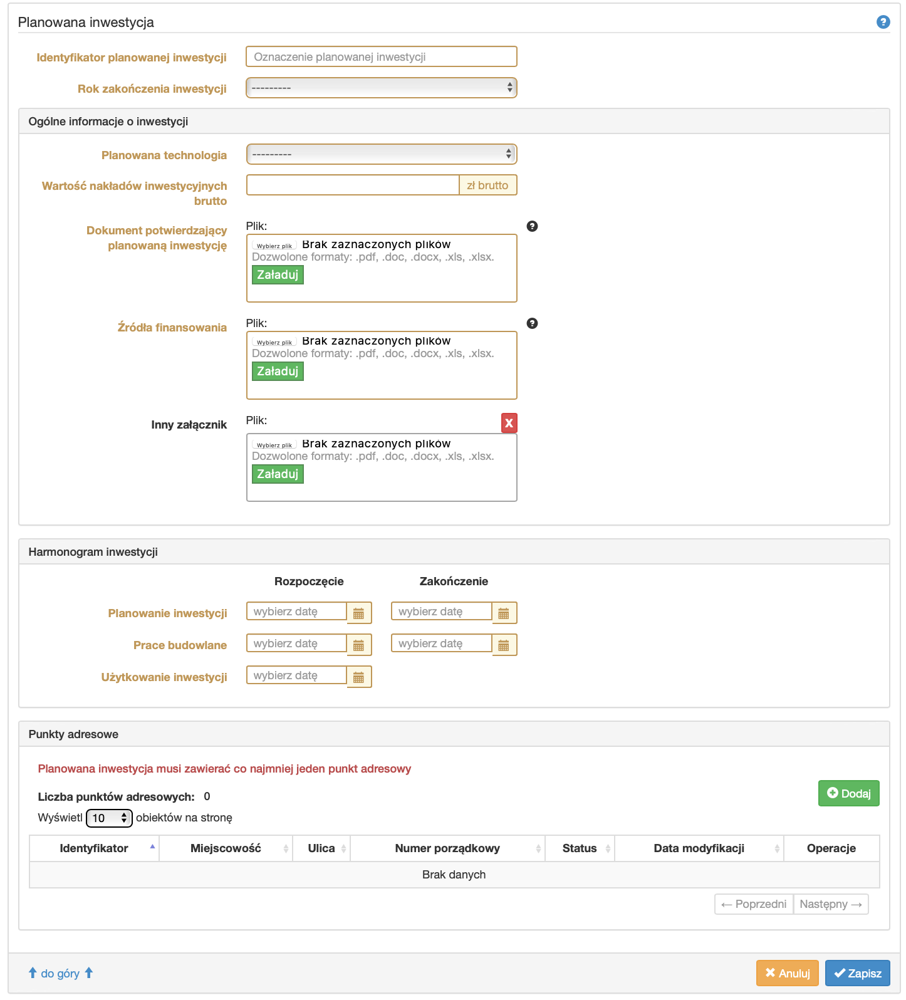 Planowana inwestycja
?
Identyfikator planowanej inwestycji
Oznaczenie planowanej inwestycji
Rok zakończenia inwestycji
---------
Ogólne informacje o inwestycji
Planowana technologia
---------
Wartość nakładów inwestycyjnych
brutto
zł brutto
Dokument potwierdzający
planowaną inwestycję
Plik:
?
Wybierz plik Brak zaznaczonych plików
Dozwolone formaty: .pdf, .doc, .docx, .xls, .xlsx.
Załaduj
Źródła finansowania
Plik:
?
Wybierz plik Brak zaznaczonych plików
Dozwolone formaty: .pdf, .doc, .docx, .xls, .xlsx.
Załaduj
Inny załącznik
Plik:
X
Wybierz plik Brak zaznaczonych plików
Dozwolone formaty: .pdf, .doc, .docx, .xls, .xlsx.
Załaduj
Harmonogram inwestycji
Rozpoczęcie Zakończenie
Planowanie inwestycji wybierz datę wybierz datę
Prace budowlane wybierz datę wybierz datę
Użytkowanie inwestycji wybierz datę
Punkty adresowe
Planowana inwestycja musi zawierać co najmniej jeden punkt adresowy
Liczba punktów adresowych: 0
Dodaj
Wyświetl 10 obiektów na stronę
Identyfikator Miejscowość Ulica Numer porządkowy Status Data modyfikacji Operacje
Brak danych
← Poprzedni Następny →
do góry
Anuluj Zapisz